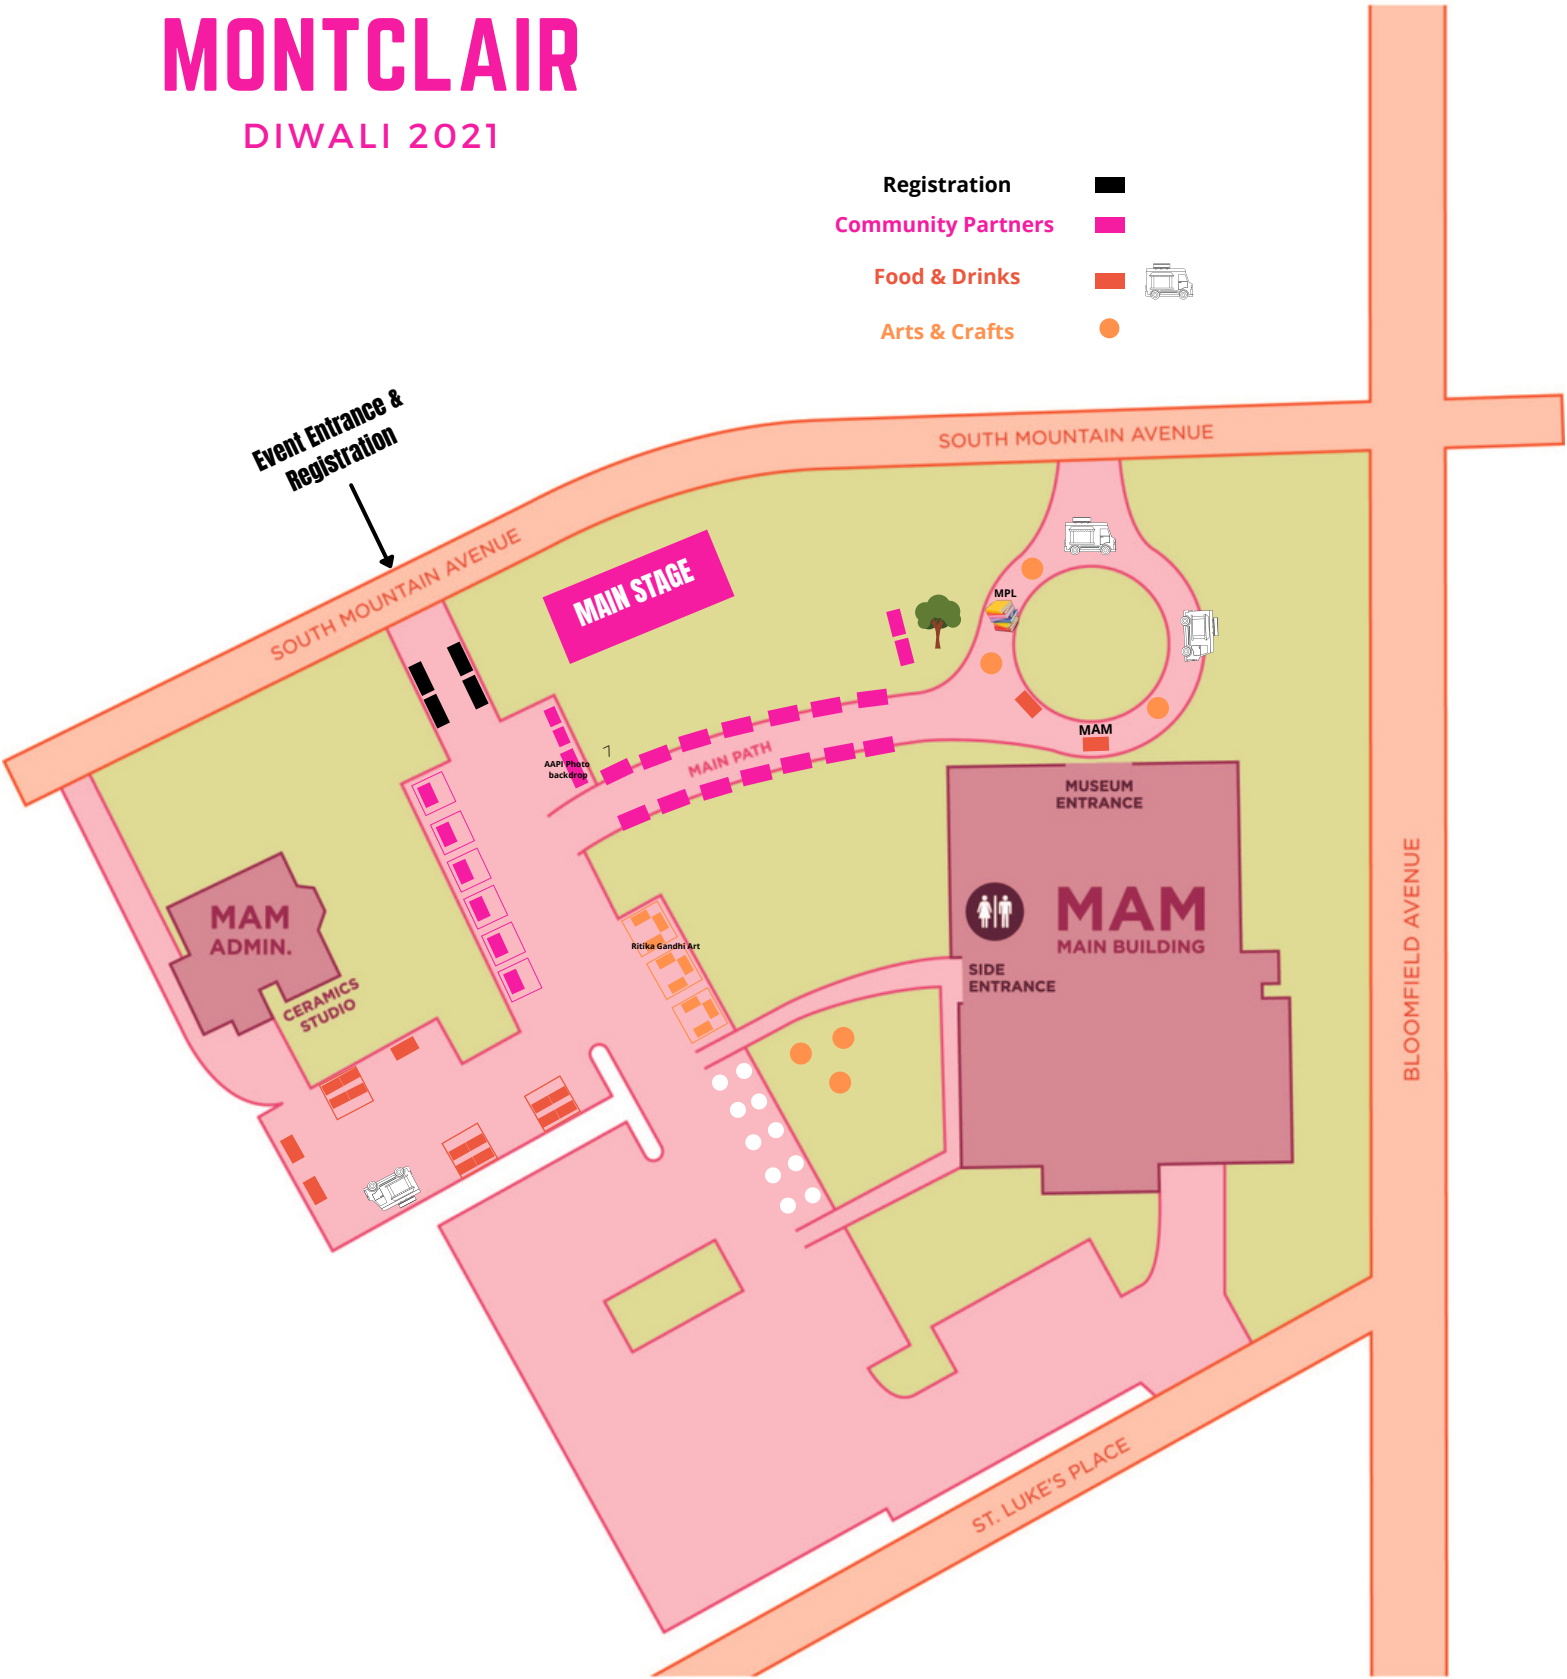 MONTCLAIR
DIWALI 2021
Registration
Community Partners
Food & Drinks
Arts & Crafts
Event Entrance &
Registration
SOUTH MOUNTAIN AVENUE
SOUTH MOUNTAIN AVENUE
MAIN STAGE
MPL
MAM
7
AAPI Photo
backdrop
MAIN PATH
MUSEUM
ENTRANCE
MAM
MAIN BUILDING
SIDE
ENTRANCE
MAM
ADMIN.
CERAMICS
STUDIO
Ritika Gandhi Art
BLOOMFIELD AVENUE
ST. LUKE'S PLACE